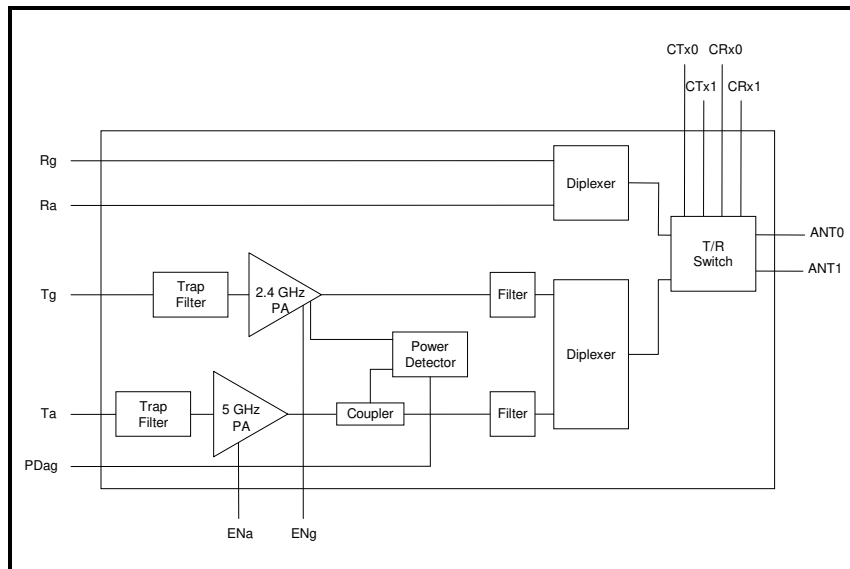 CTx0 CRx0
CTx1 CRx1
Rg
Ra
Diplexer
T/R
Switch
ANT0
ANT1
Tg
Trap
Filter
2.4 GHz
PA
Filter
Power
Detector
Diplexer
Ta
Trap
Filter
5 GHz
PA
Coupler
Filter
PDag
ENa ENg